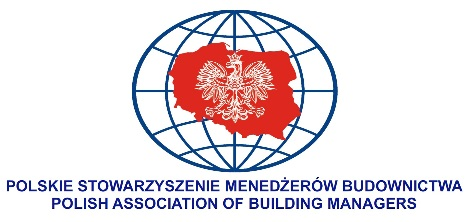 POLSKIE STOWARZYSZENIE MENEDŻERÓW BUDOWNICTWA
POLISH ASSOCIATION OF BUILDING MANAGERS